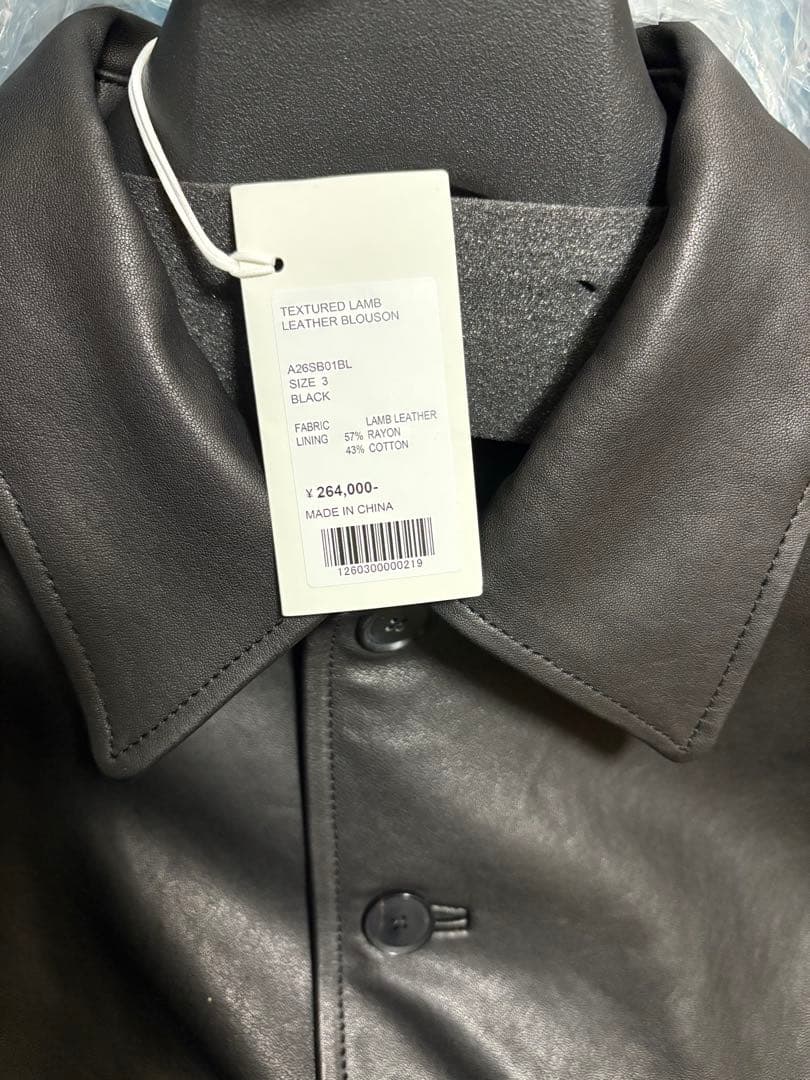 TEXTURED LAMB
LEATHER BLOUSON
A26SB01BL
SIZE 3
BLACK
FABRIC LAMB LEATHER
LINING 57% RAYON
43% COTTON
¥ 264,000-
MADE IN CHINA
1260300000219